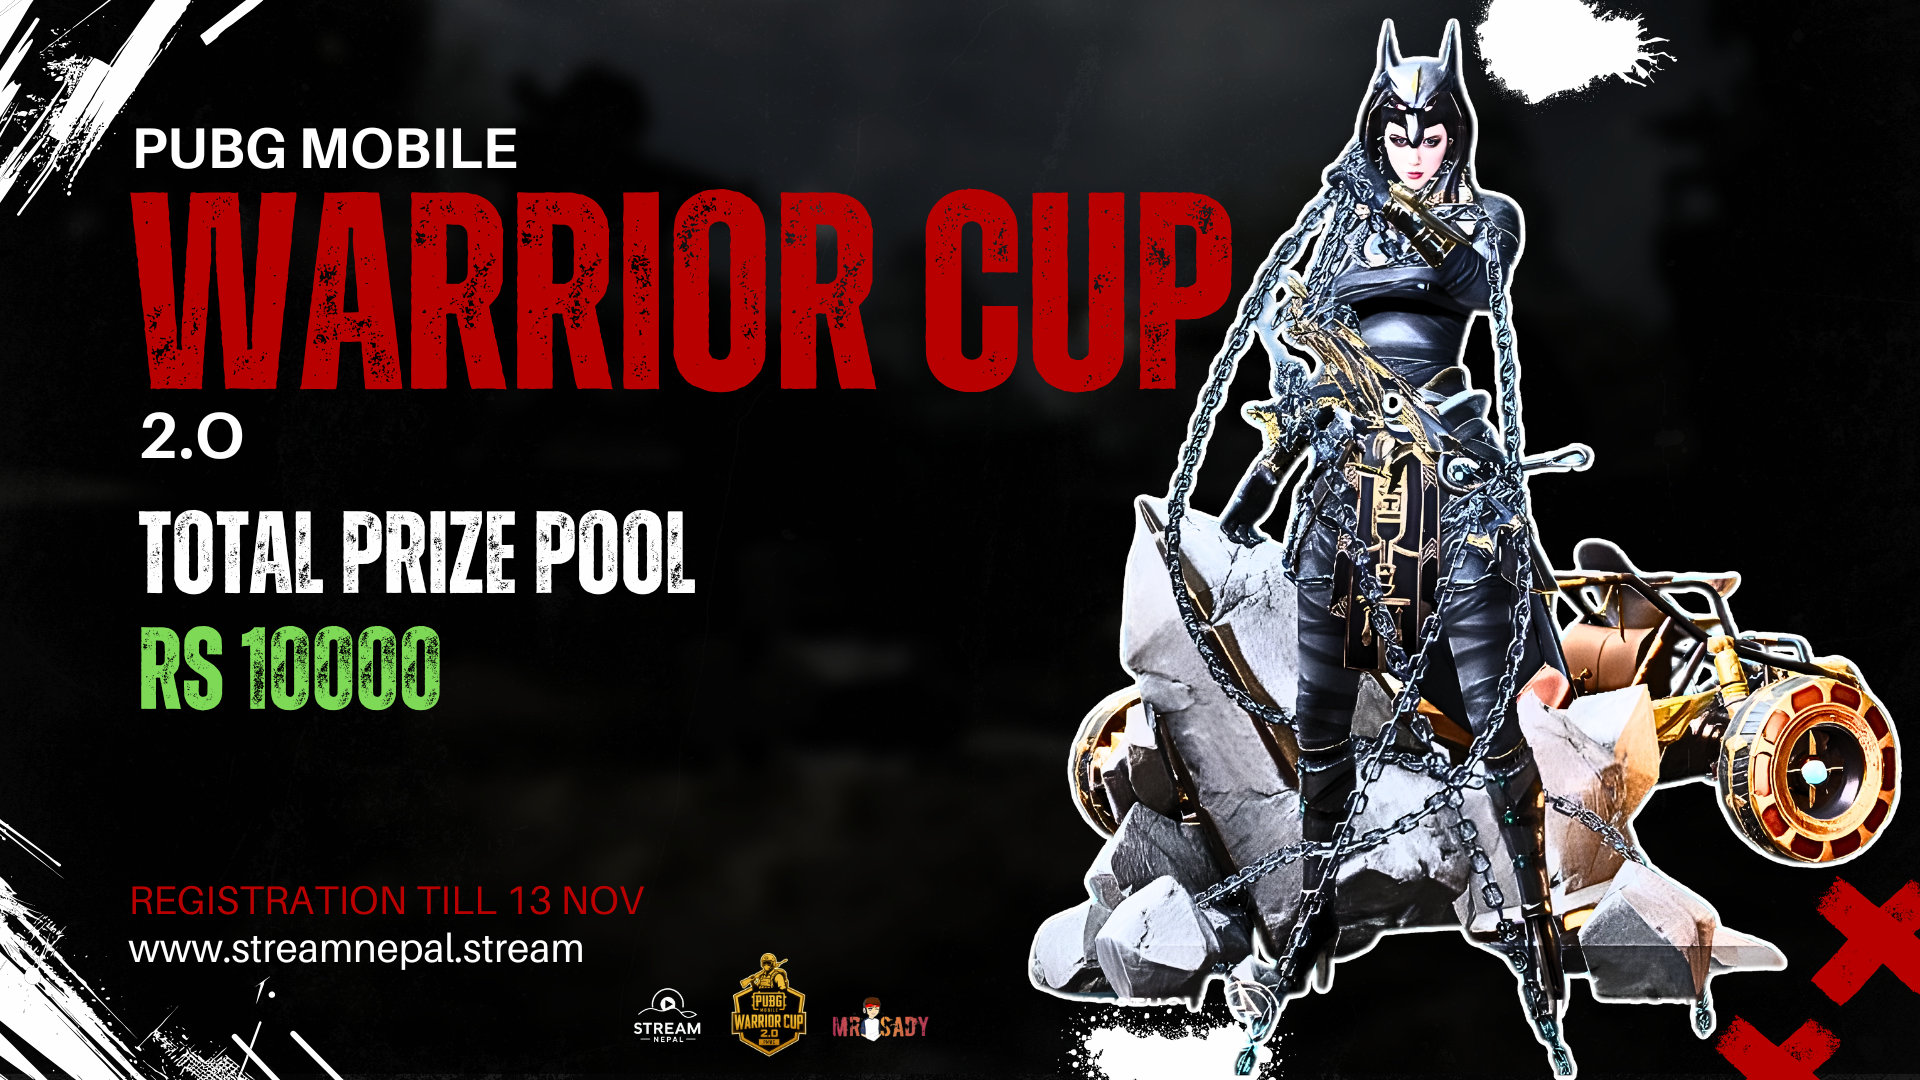 PUBG MOBILE
WARRIOR CUP
2.O
TOTAL PRIZE POOL
RS 10000
REGISTRATION TILL 13 NOV
www.streamnepal.stream
STREAM
NEPAL
PUBG
MOBILE
WARRIOR CUP
2.0
MR SADY